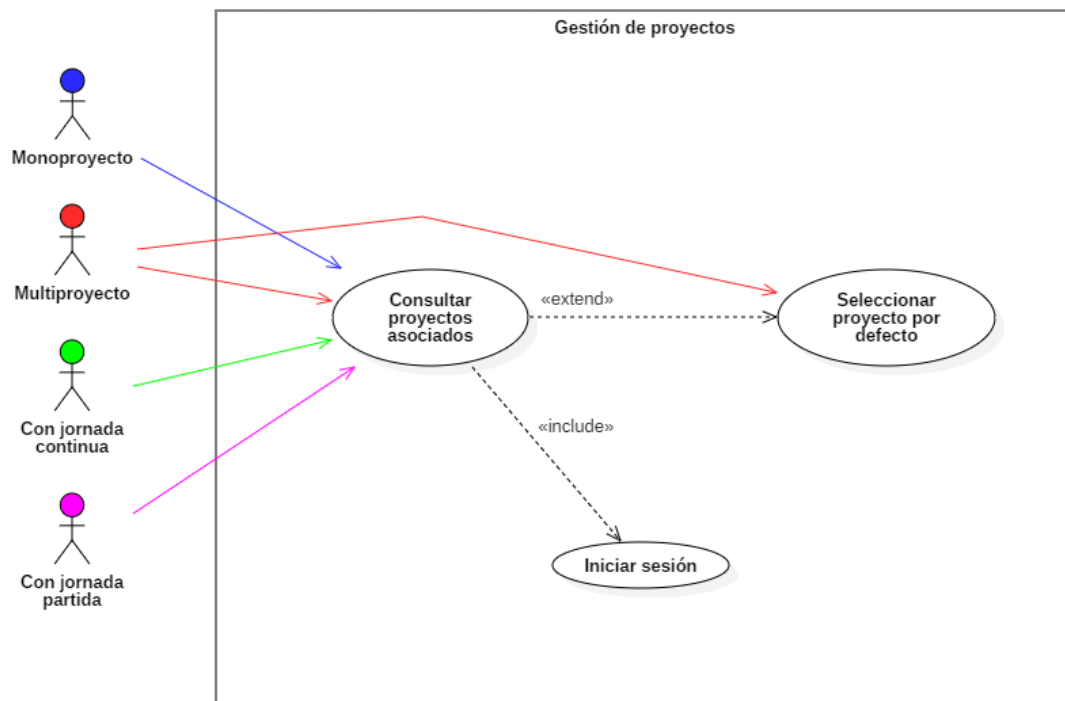 Gestión de proyectos
Monoproyecto
Multiproyecto
Con jornada
continua
Con jornada
partida
Consultar
proyectos
asociados
«extend»
Seleccionar
proyecto por
defecto
«include»
Iniciar sesión